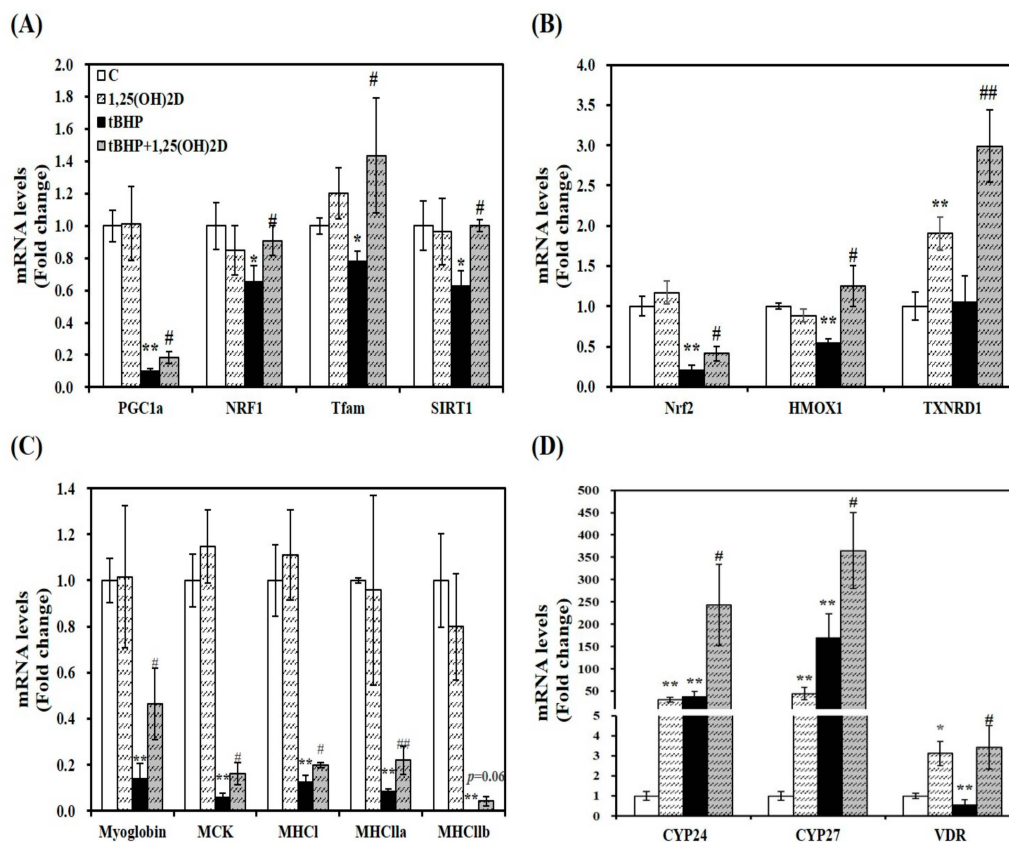 (A)
mRNA levels
(Fold change)
2.0
1.8
1.6
1.4
1.2
1.0
0.8
0.6
0.4
0.2
0.0
C
1,25(OH)2D
tBHP
tBHP+1,25(OH)2D
** # * # * # * #
PGC1a NRF1 Tfam SIRT1
(B)
mRNA levels
(Fold change)
4.0
3.5
3.0
2.5
2.0
1.5
1.0
0.5
0.0
** # ** # ** ##
Nrf2 HMOX1 TXNRD1
(C)
mRNA levels
(Fold change)
1.4
1.2
1.0
0.8
0.6
0.4
0.2
0.0
** # ** # ** # ** ## ** p=0.06
Myoglobin MCK MHCl MHClla MHCllb
(D)
mRNA levels
(Fold change)
500
450
400
350
300
250
200
150
100
50
5
4
3
2
1
0
** ** # ** ** # * ** #
CYP24 CYP27 VDR